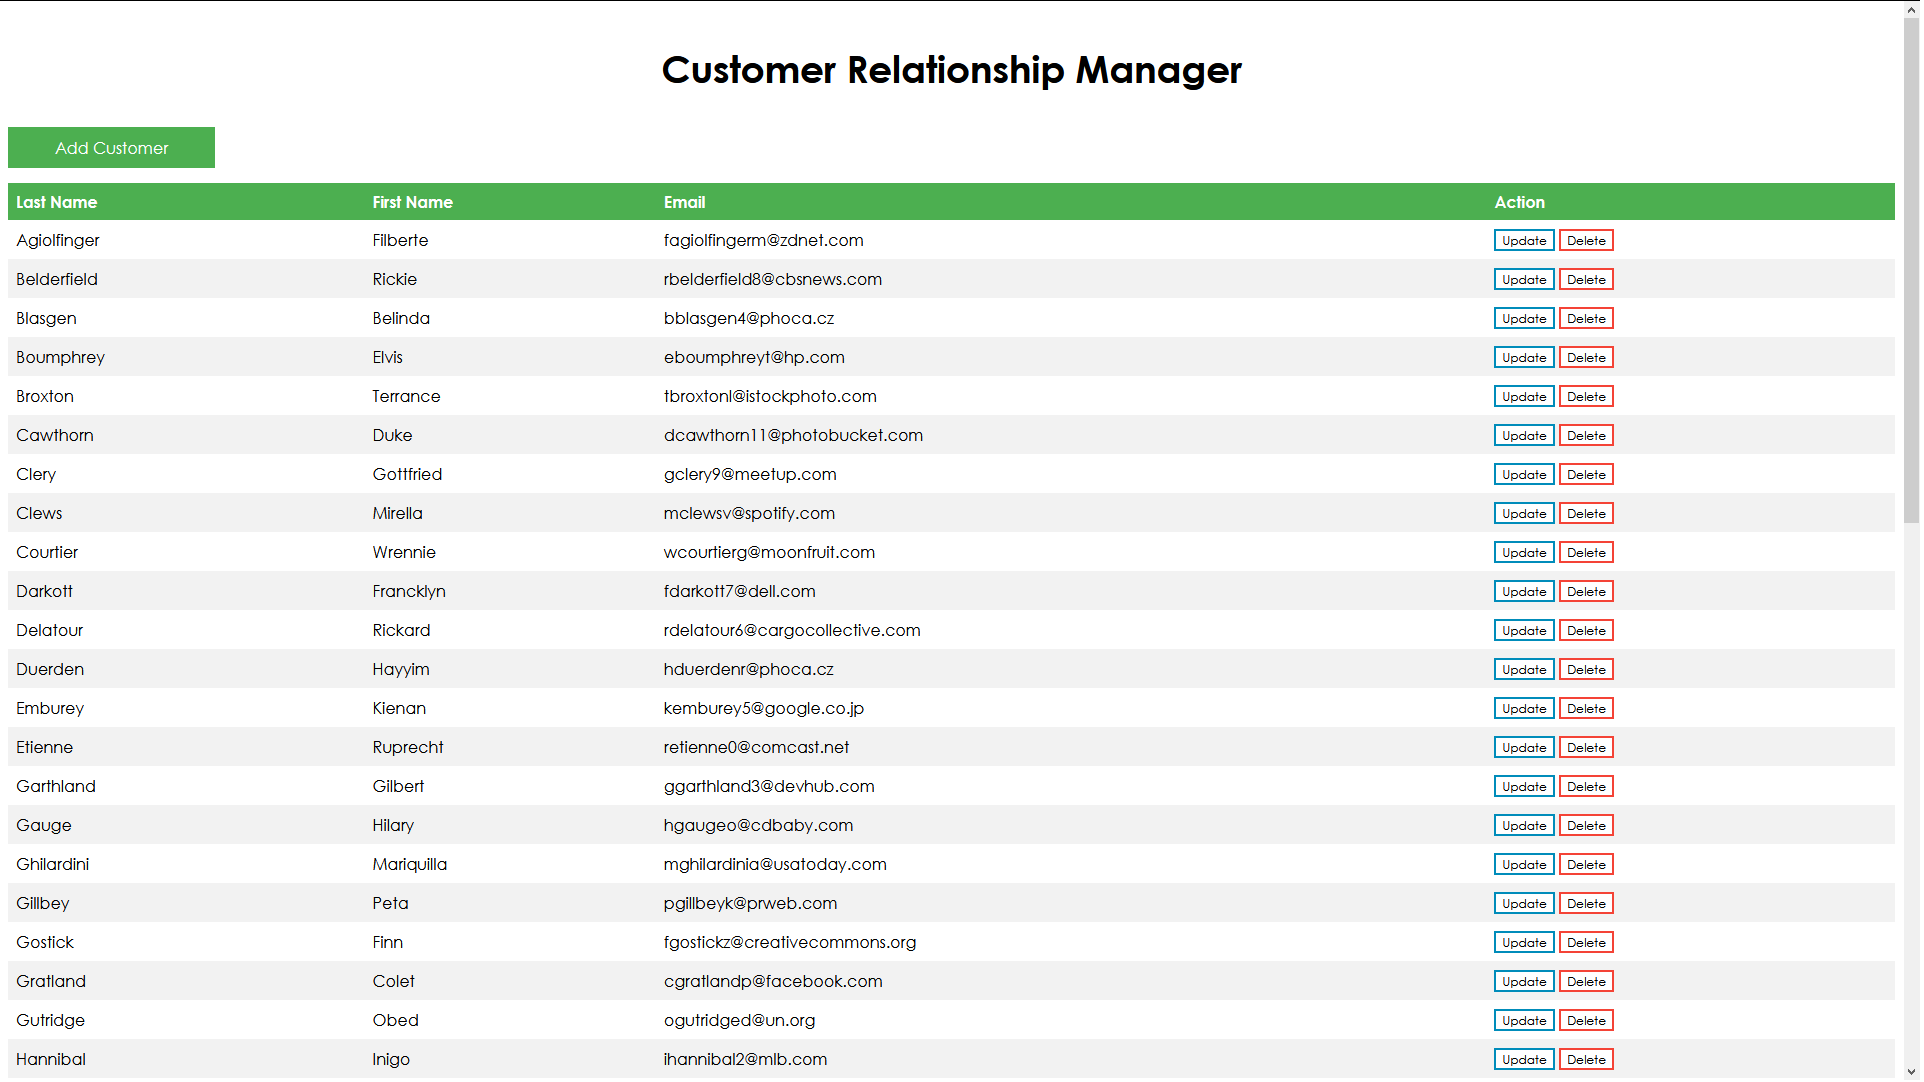 Customer Relationship Manager
Add Customer
Last Name First Name Email Action
Agiolfinger Filberte fagiolfingerm@zdnet.com Update Delete
Belderfield Rickie rbelderfield8@cbsnews.com Update Delete
Blasgen Belinda bblasgen4@phoca.cz Update Delete
Boumphrey Elvis eboumphreyt@hp.com Update Delete
Broxton Terrance tbroxtonl@istockphoto.com Update Delete
Cawthorn Duke dcawthorn11@photobucket.com Update Delete
Clery Gottfried gclery9@meetup.com Update Delete
Clews Mirella mclewsv@spotify.com Update Delete
Courtier Wrennie wcourtierg@moonfruit.com Update Delete
Darkott Francklyn fdarkott7@dell.com Update Delete
Delatour Rickard rdelatour6@cargocollective.com Update Delete
Duerden Hayyim hduerdenr@phoca.cz Update Delete
Emburey Kienan kemburey5@google.co.jp Update Delete
Etienne Ruprecht retienne0@comcast.net Update Delete
Garthland Gilbert ggarthland3@devhub.com Update Delete
Gauge Hilary hgaugeo@cdbaby.com Update Delete
Ghilardini Mariquilla mghilardinia@usatoday.com Update Delete
Gillbey Peta pgillbeyk@prweb.com Update Delete
Gostick Finn fgostickz@creativecommons.org Update Delete
Gratland Colet cgratlandp@facebook.com Update Delete
Gutridge Obed ogutridged@un.org Update Delete
Hannibal Inigo ihannibal2@mlb.com Update Delete